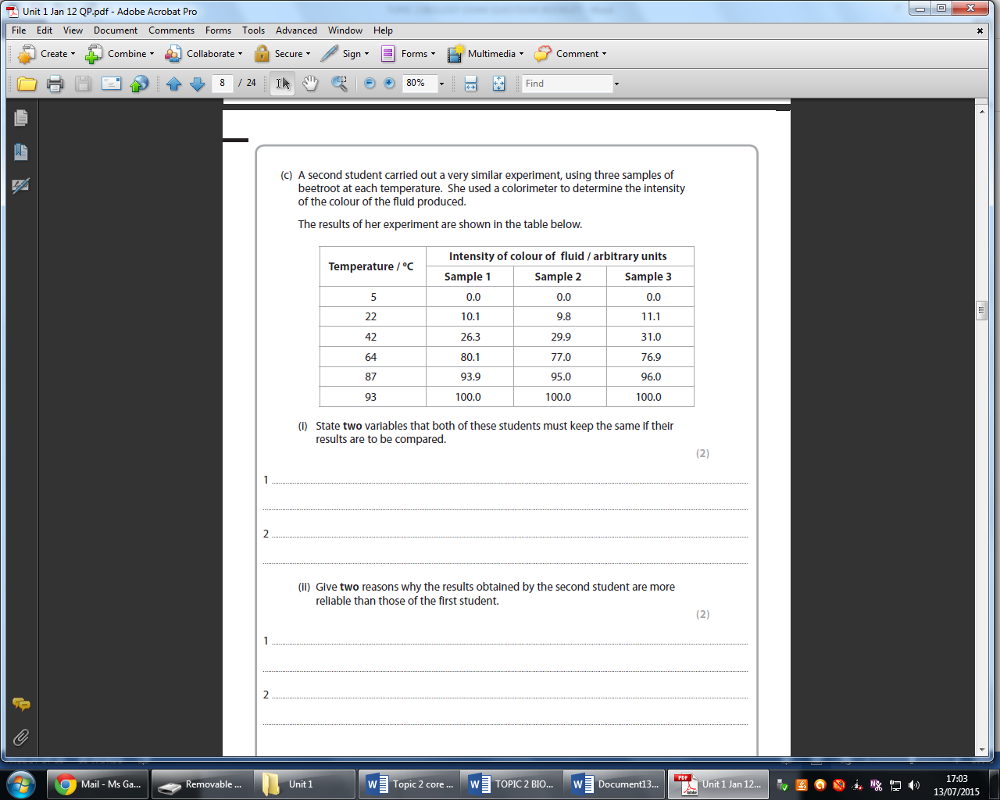 Unit 1 Jan 12 QP.pdf - Adobe Acrobat Pro
File Edit View Document Comments Forms Tools Advanced Window Help
Create Combine Collaborate Secure Sign Forms Multimedia Comment
8 / 24 80% Find
(c) A second student carried out a very similar experiment, using three samples of
beetroot at each temperature. She used a colorimeter to determine the intensity
of the colour of the fluid produced.
The results of her experiment are shown in the table below.
Temperature / °C Intensity of colour of fluid / arbitrary units
Sample 1 Sample 2 Sample 3
5 0.0 0.0 0.0
22 10.1 9.8 11.1
42 26.3 29.9 31.0
64 80.1 77.0 76.9
87 93.9 95.0 96.0
93 100.0 100.0 100.0
(i) State two variables that both of these students must keep the same if their
results are to be compared.
(2)
1
2
(ii) Give two reasons why the results obtained by the second student are more
reliable than those of the first student.
(2)
1
2
Mail - Ms Ga... Removable ... Unit 1 Topic 2 core ... TOPIC 2 BIO... Document13... Unit 1 Jan 12... 17:03
13/07/2015